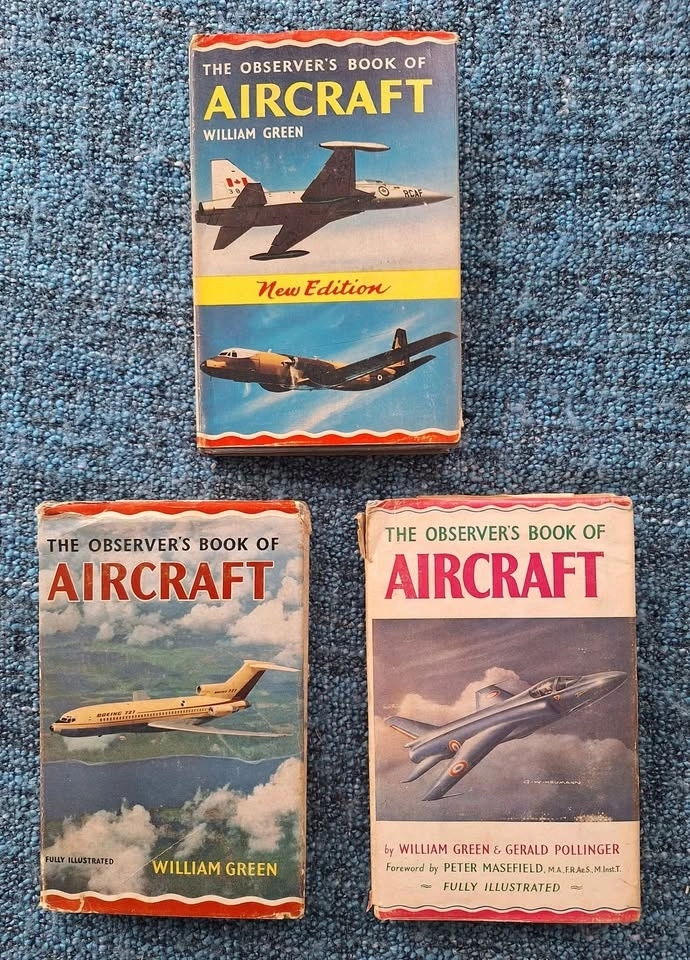 THE OBSERVER'S BOOK OF
AIRCRAFT
WILLIAM GREEN
RCAF
New Edition
THE OBSERVER'S BOOK OF
AIRCRAFT
BOEING 727
BOEING 727
FULLY ILLUSTRATED
WILLIAM GREEN
THE OBSERVER'S BOOK OF
AIRCRAFT
by WILLIAM GREEN & GERALD POLLINGER
Foreword by PETER MASEFIELD, M.A., F.R.Ae.S., M.Inst.T.
~ FULLY ILLUSTRATED ~